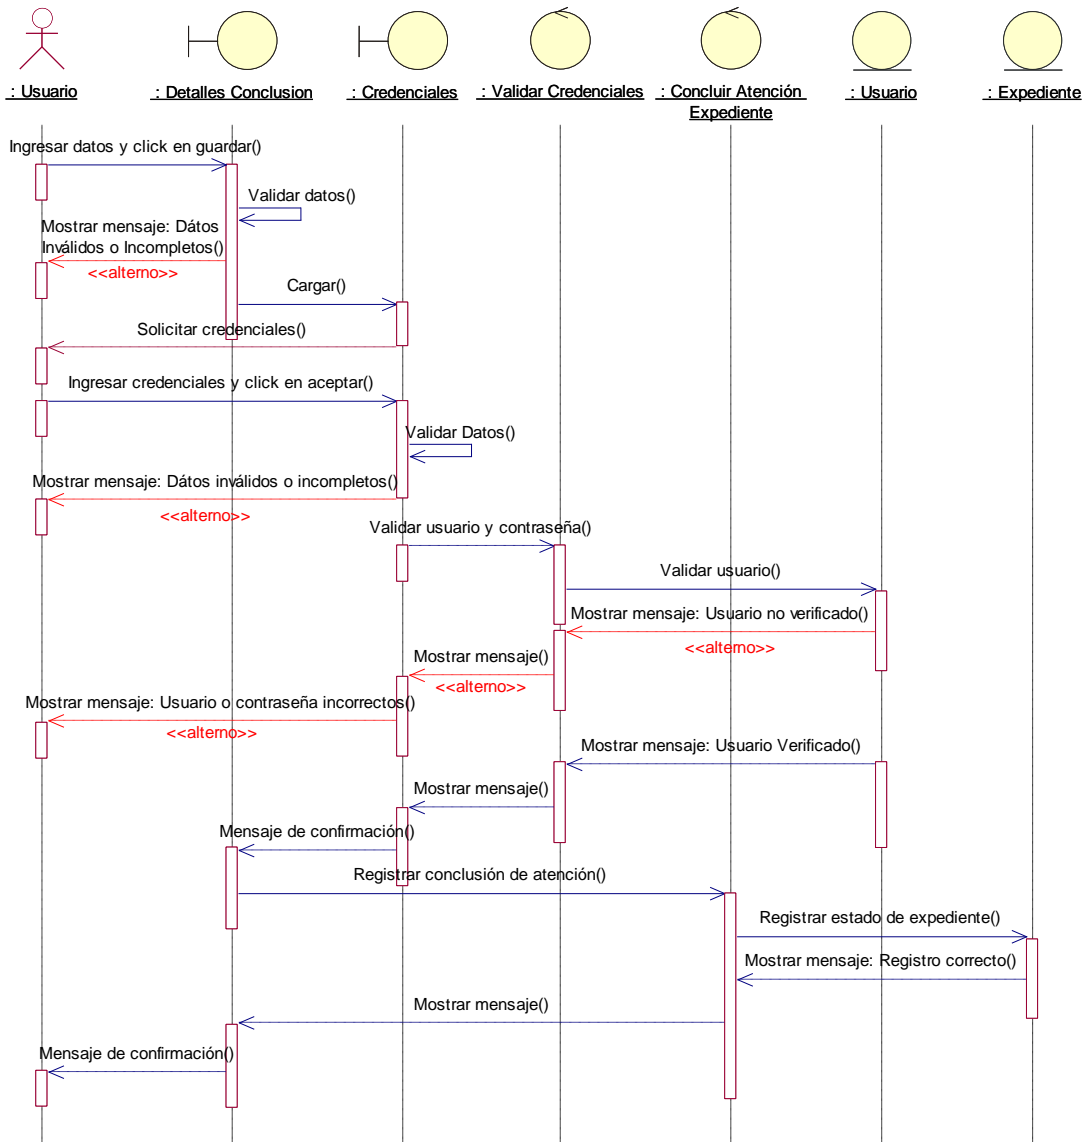 : Usuario
: Detalles Conclusion
: Credenciales
: Validar Credenciales
: Concluir Atención
Expediente
: Usuario
: Expediente
Ingresar datos y click en guardar()
Validar datos()
Mostrar mensaje: Dátos
Inválidos o Incompletos()
<<alterno>>
Cargar()
Solicitar credenciales()
Ingresar credenciales y click en aceptar()
Validar Datos()
Mostrar mensaje: Dátos inválidos o incompletos()
<<alterno>>
Validar usuario y contraseña()
Validar usuario()
Mostrar mensaje: Usuario no verificado()
<<alterno>>
Mostrar mensaje()
<<alterno>>
Mostrar mensaje: Usuario o contraseña incorrectos()
<<alterno>>
Mostrar mensaje: Usuario Verificado()
Mostrar mensaje()
Mensaje de confirmación()
Registrar conclusión de atención()
Registrar estado de expediente()
Mostrar mensaje: Registro correcto()
Mostrar mensaje()
Mensaje de confirmación()